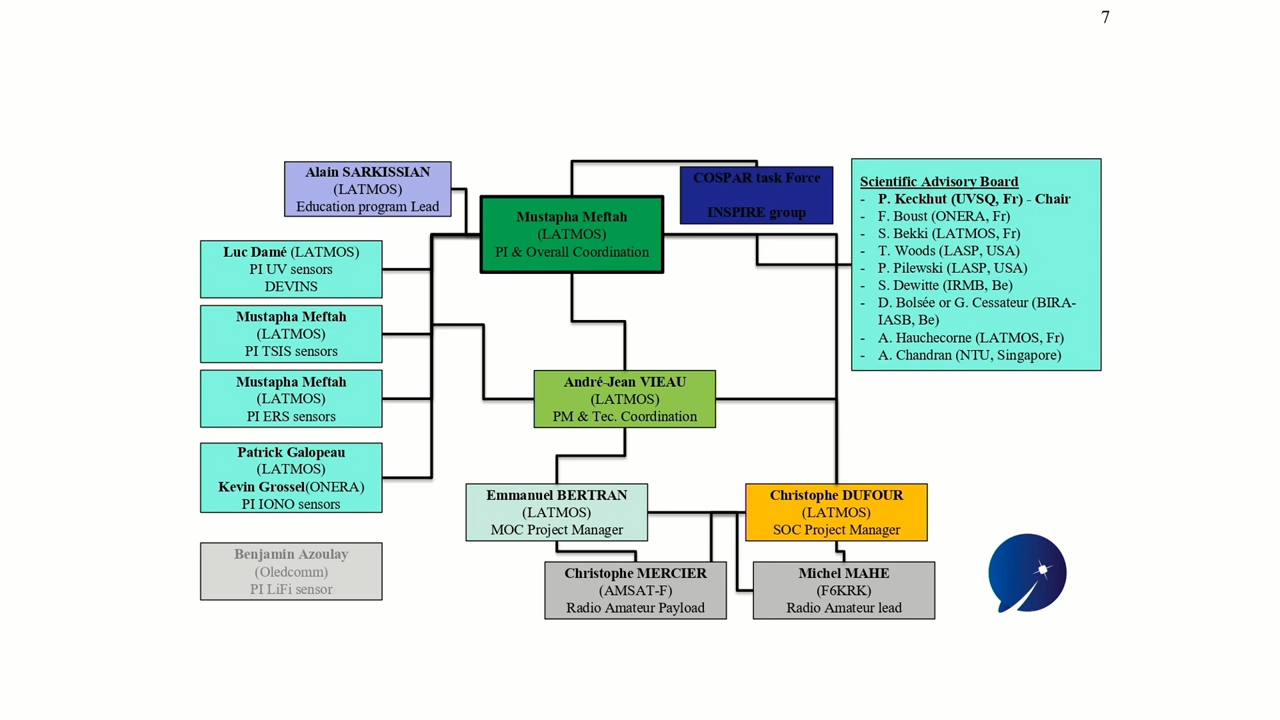 7
Alain SARKISSIAN
(LATMOS)
Education program Lead
COSPAR task Force
INSPIRE group
Mustapha Meftah
(LATMOS)
PI & Overall Coordination
Scientific Advisory Board
- P. Keckhut (UVSQ, Fr) - Chair
- F. Boust (ONERA, Fr)
- S. Bekki (LATMOS, Fr)
- T. Woods (LASP, USA)
- P. Pilewski (LASP, USA)
- S. Dewitte (IRMB, Be)
- D. Bolsée or G. Cessateur (BIRA-
IASB, Be)
- A. Hauchecorne (LATMOS, Fr)
- A. Chandran (NTU, Singapore)
Luc Damé (LATMOS)
PI UV sensors
DEVINS
Mustapha Meftah
(LATMOS)
PI TSIS sensors
Mustapha Meftah
(LATMOS)
PI ERS sensors
Patrick Galopeau
(LATMOS)
Kevin Grossel(ONERA)
PI IONO sensors
Benjamin Azoulay
(Oledcomm)
PI LiFi sensor
André-Jean VIEAU
(LATMOS)
PM & Tec. Coordination
Emmanuel BERTRAN
(LATMOS)
MOC Project Manager
Christophe DUFOUR
(LATMOS)
SOC Project Manager
Christophe MERCIER
(AMSAT-F)
Radio Amateur Payload
Michel MAHE
(F6KRK)
Radio Amateur lead